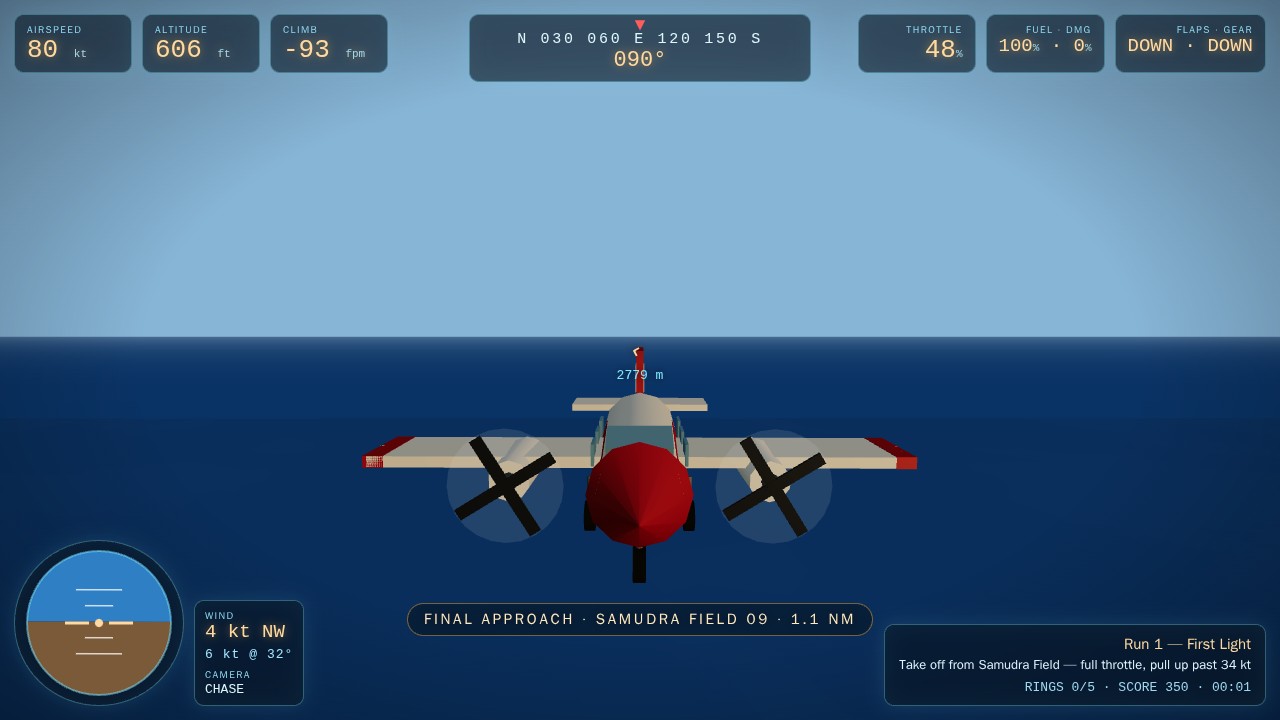 AIRSPEED
80 kt
ALTITUDE
606 ft
CLIMB
-93 fpm
N 030 060 E 120 150 S
090°
THROTTLE
48%
FUEL · DMG
100% · 0%
FLAPS · GEAR
DOWN · DOWN
2779 m
WIND
4 kt NW
6 kt @ 32°
CAMERA
CHASE
FINAL APPROACH · SAMUDRA FIELD 09 · 1.1 NM
Run 1 — First Light
Take off from Samudra Field — full throttle, pull up past 34 kt
RINGS 0/5 · SCORE 350 · 00:01